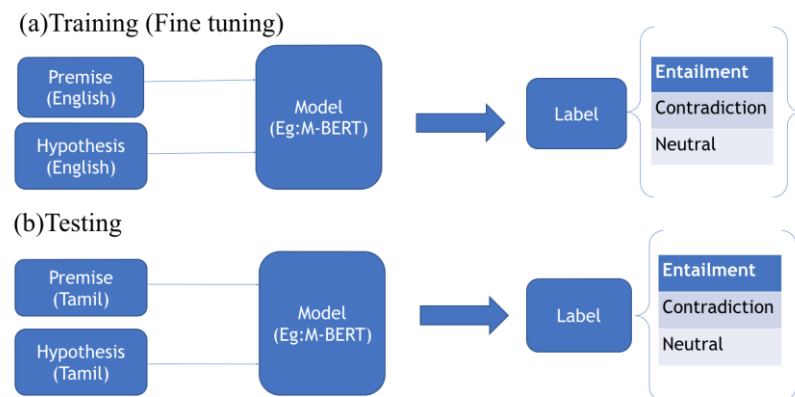 (a)Training (Fine tuning)
Premise
(English)
Hypothesis
(English)
Model
(Eg:M-BERT)
Label
Entailment
Contradiction
Neutral
(b)Testing
Premise
(Tamil)
Hypothesis
(Tamil)
Model
(Eg:M-BERT)
Label
Entailment
Contradiction
Neutral